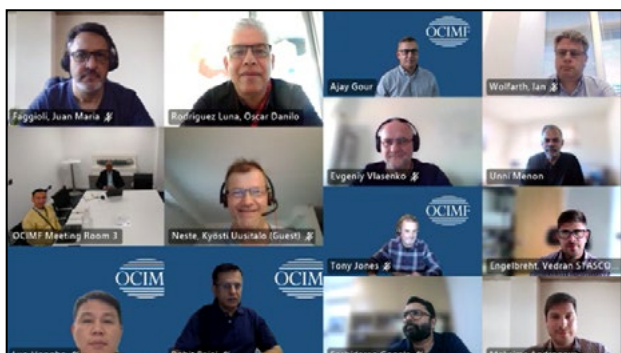 OCIMF
Faggioli, Juan Maria
Rodriguez Luna, Oscar Danilo
Ajay Gour
Wolfarth, Ian
Evgeniy Vlasenko
Unni Menon
OCIMF Meeting Room 3
Neste, Kyösti Uusitalo (Guest)
OCIMF
Tony Jones
Engelbreht, Vedran STASCO...
OCIM
OCIM